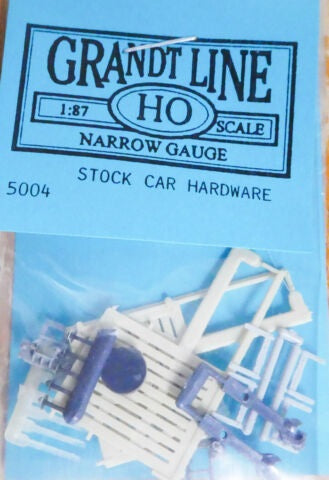 GRANDT LINE
1:87 HO SCALE
NARROW GAUGE
5004 STOCK CAR HARDWARE